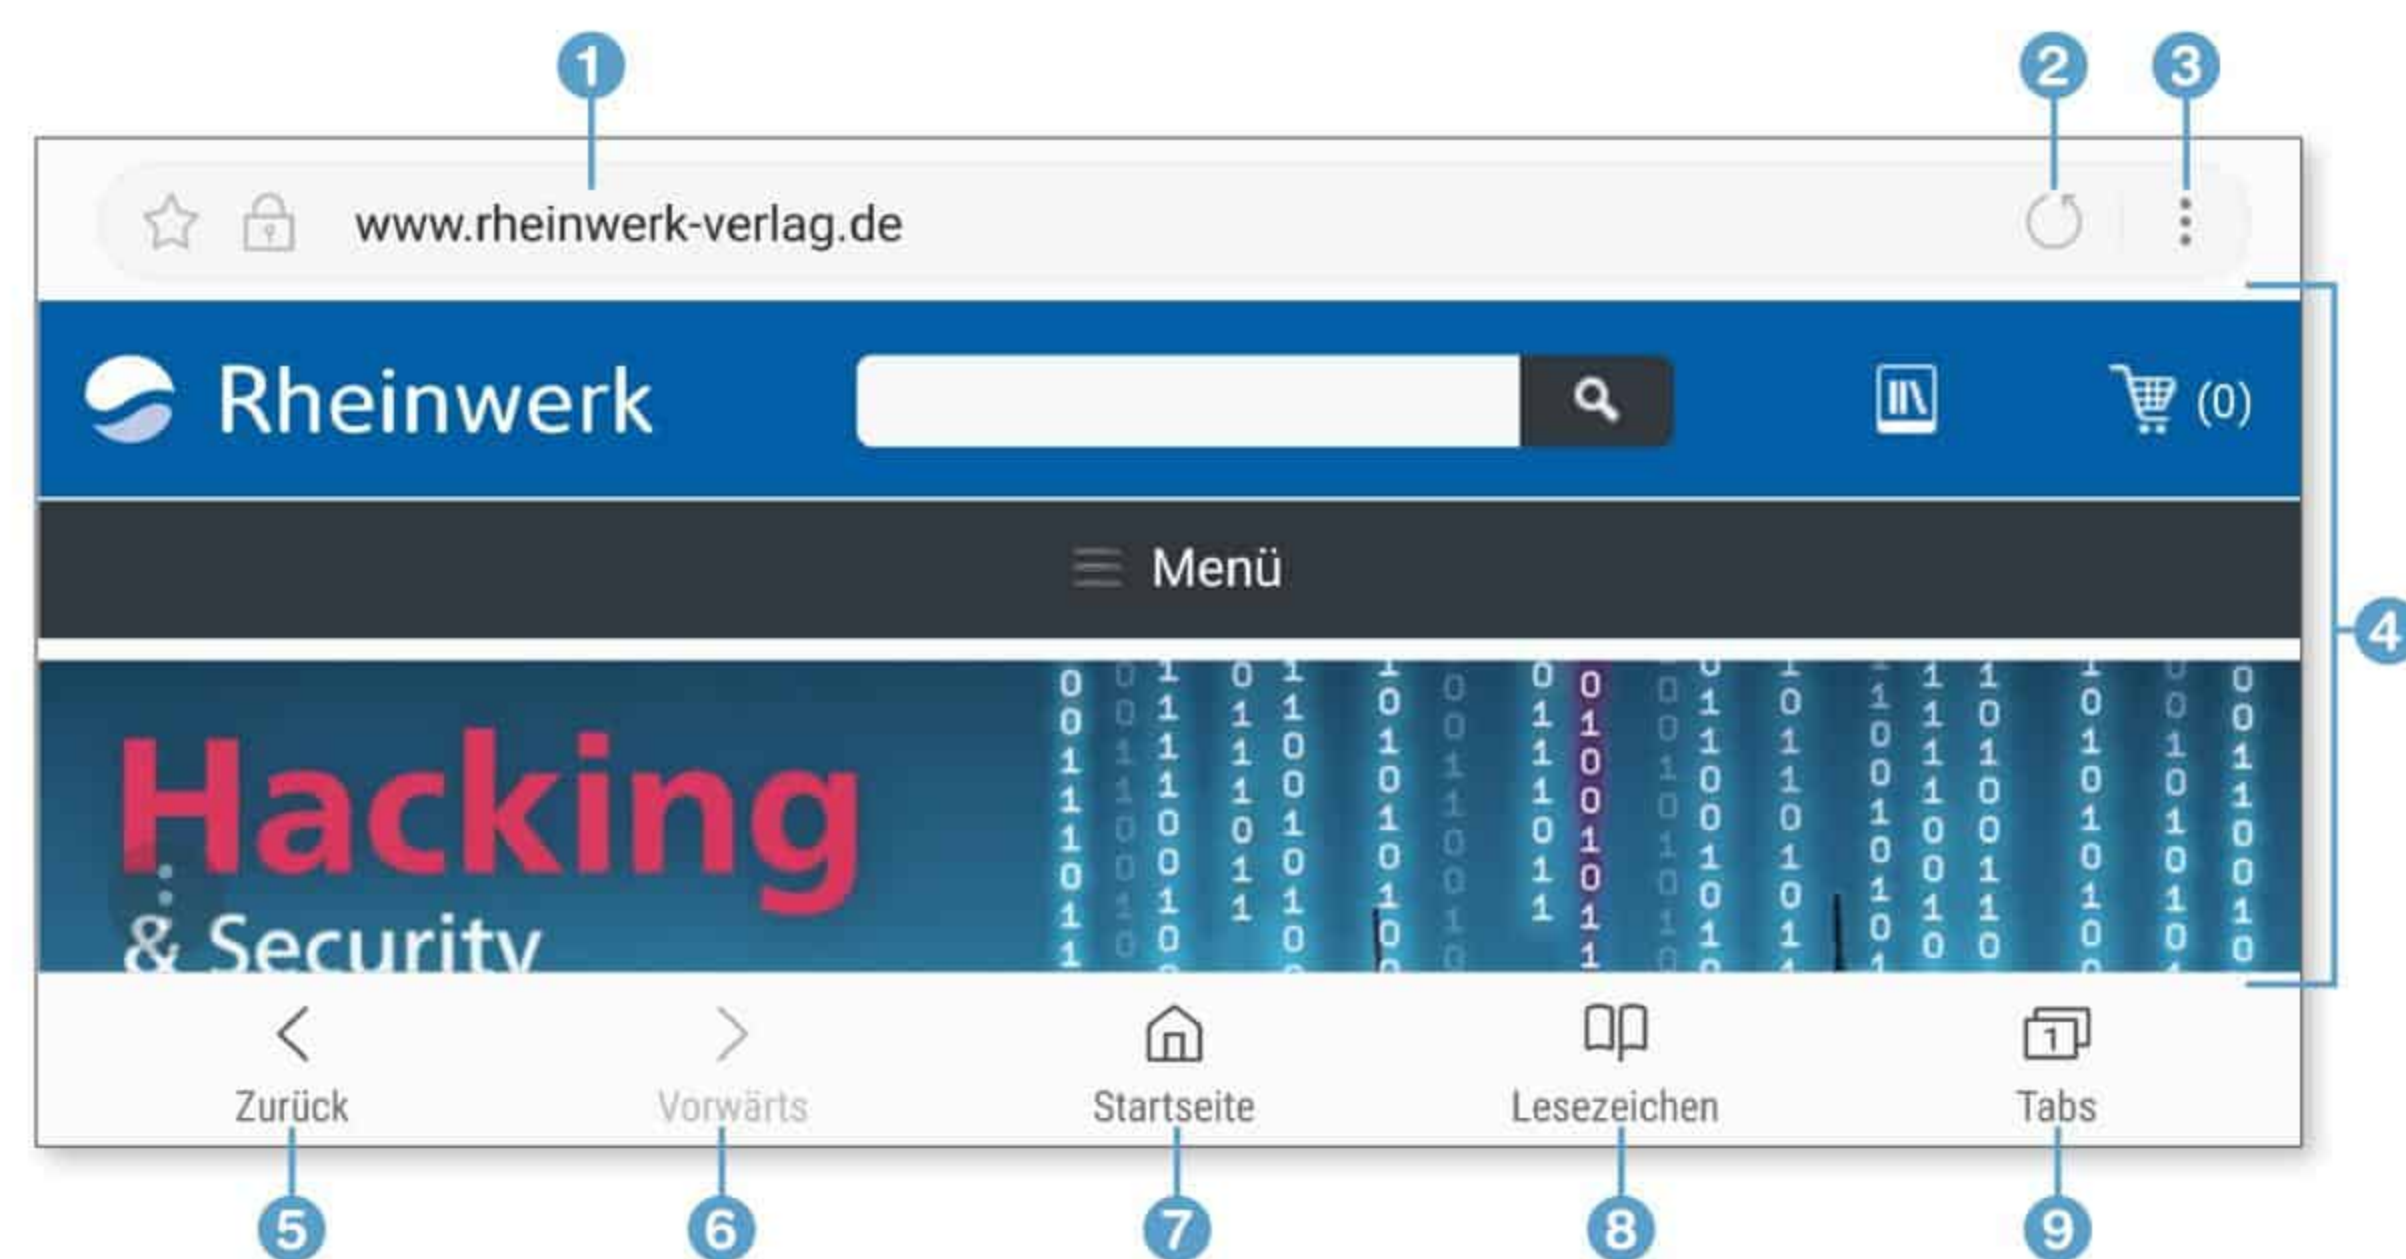 1 2 3
www.rheinwerk-verlag.de
Rheinwerk (0)
Menü
4
Hacking
& Security
1
Zurück Vorwärts Startseite Lesezeichen Tabs
5 6 7 8 9